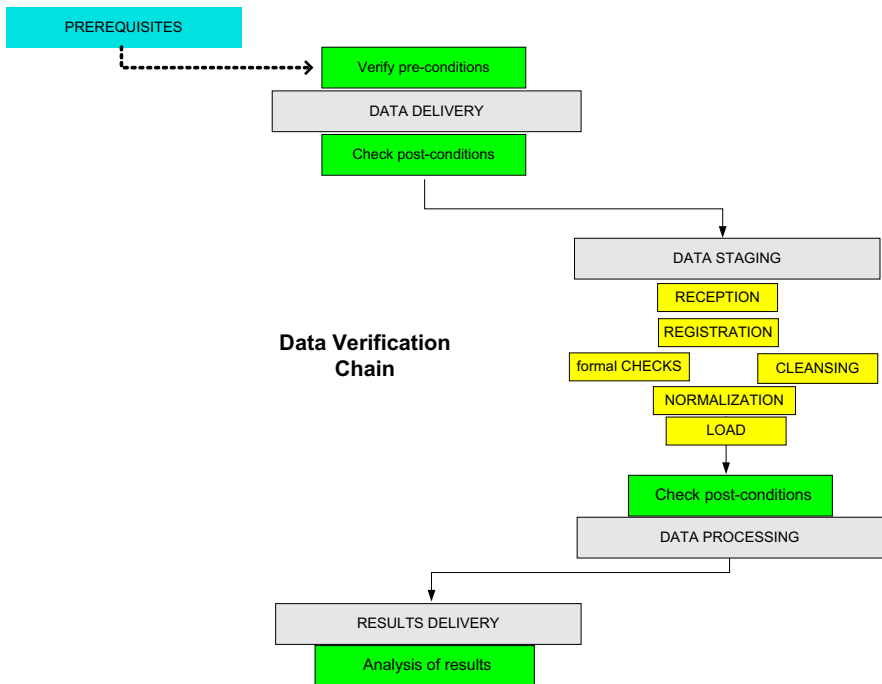 PREREQUISITES
Verify pre-conditions
DATA DELIVERY
Check post-conditions
DATA STAGING
RECEPTION
REGISTRATION
Data Verification
Chain
formal CHECKS
CLEANSING
NORMALIZATION
LOAD
Check post-conditions
DATA PROCESSING
RESULTS DELIVERY
Analysis of results